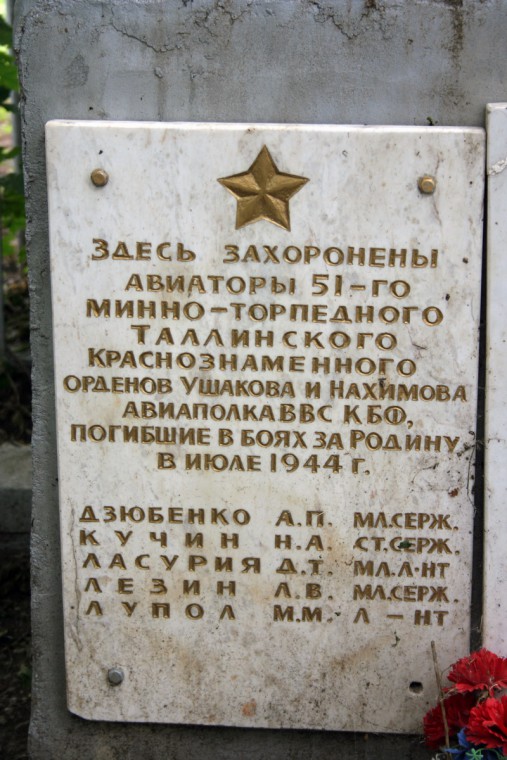 Здесь захоронены
авиаторы 51-го
минно-торпедного
Таллинского
Краснознаменного
орденов Ушакова и Нахимова
авиаполка ВВС КБФ,
погибшие в боях за Родину
в июле 1944 г.
Дзюбенко А.П. мл.серж.
Кучин Н.А. ст.серж.
Ласурия Д.Т. мл.л-нт
Лезин Л.В. мл.серж.
Лупол М.М. л-нт